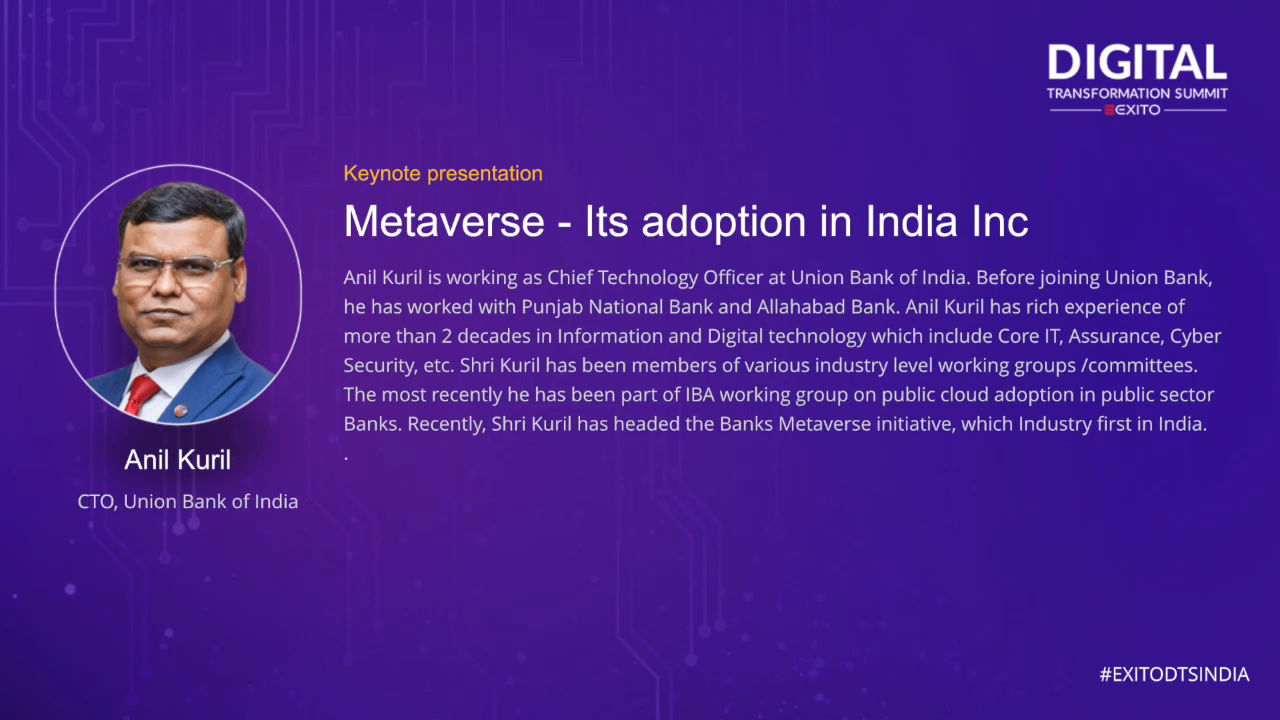 DIGITAL
TRANSFORMATION SUMMIT
EXITO
Keynote presentation
Metaverse - Its adoption in India Inc
Anil Kuril is working as Chief Technology Officer at Union Bank of India. Before joining Union Bank,
he has worked with Punjab National Bank and Allahabad Bank. Anil Kuril has rich experience of
more than 2 decades in Information and Digital technology which include Core IT, Assurance, Cyber
Security, etc. Shri Kuril has been members of various industry level working groups /committees.
The most recently he has been part of IBA working group on public cloud adoption in public sector
Banks. Recently, Shri Kuril has headed the Banks Metaverse initiative, which Industry first in India.
.
Anil Kuril
CTO, Union Bank of India
#EXITODTSINDIA